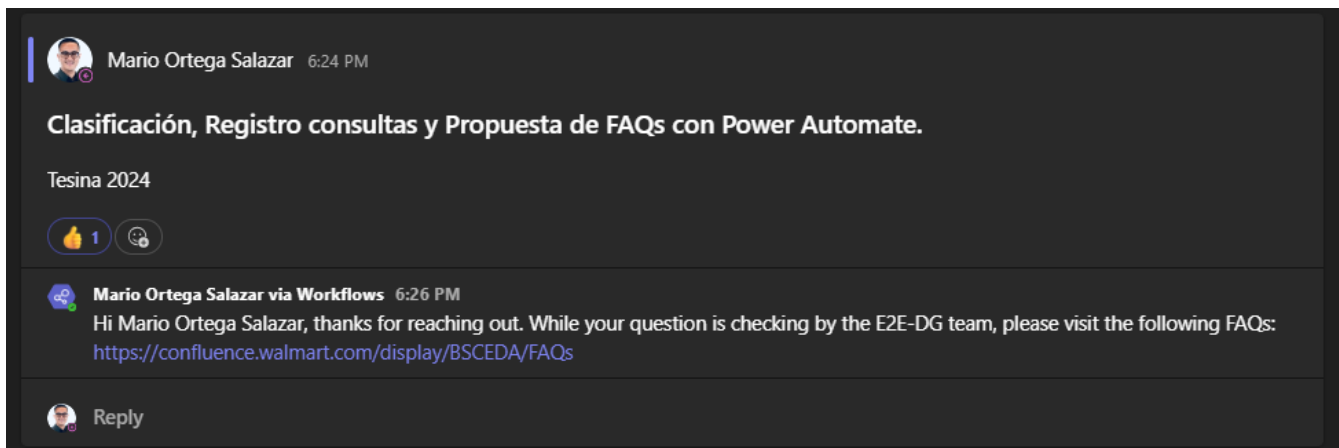 Mario Ortega Salazar 6:24 PM
Clasificación, Registro consultas y Propuesta de FAQs con Power Automate.
Tesina 2024
👍 1
Mario Ortega Salazar via Workflows 6:26 PM
Hi Mario Ortega Salazar, thanks for reaching out. While your question is checking by the E2E-DG team, please visit the following FAQs:
https://confluence.walmart.com/display/BSCEDA/FAQs
Reply